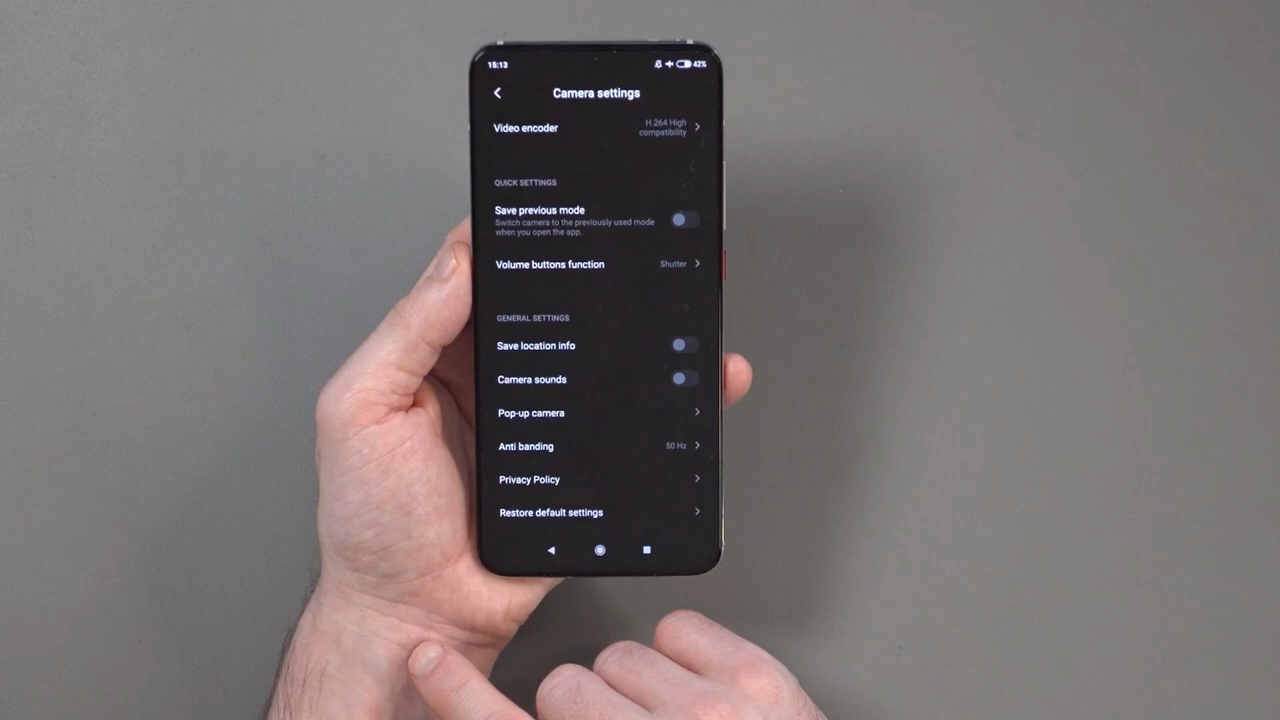 15:13
42%
Camera settings
Video encoder
H.264 High
compatibility
QUICK SETTINGS
Save previous mode
Switch camera to the previously used mode
when you open the app.
Volume buttons function
Shutter
GENERAL SETTINGS
Save location info
Camera sounds
Pop-up camera
Anti banding
50 Hz
Privacy Policy
Restore default settings